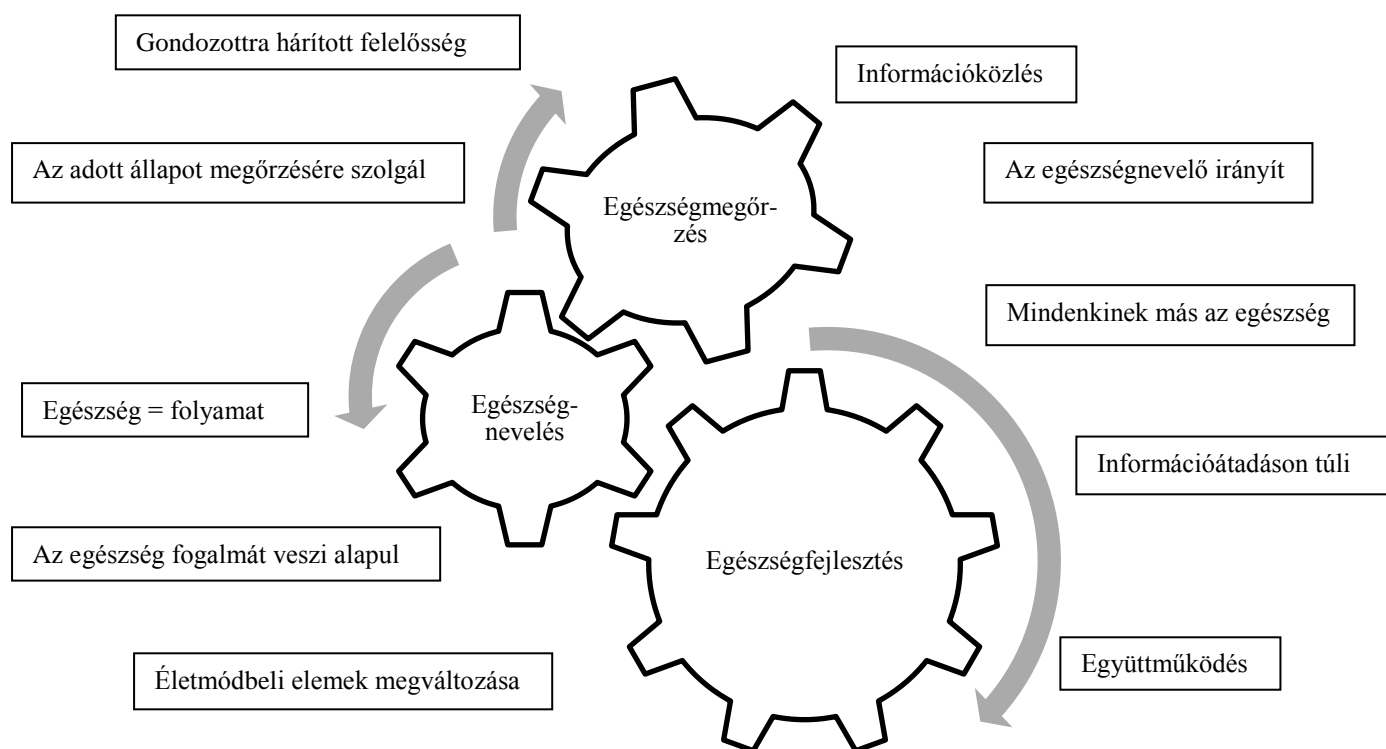 Gondozottra hárított felelősség
Információközlés
Az adott állapot megőrzésére szolgál
Az egészségnevelő irányít
Egészségmegőr-
zés
Mindenkinek más az egészség
Egészség = folyamat
Egészség-
nevelés
Információátadáson túli
Az egészség fogalmát veszi alapul
Egészségfejlesztés
Életmódbeli elemek megváltozása
Együttműködés